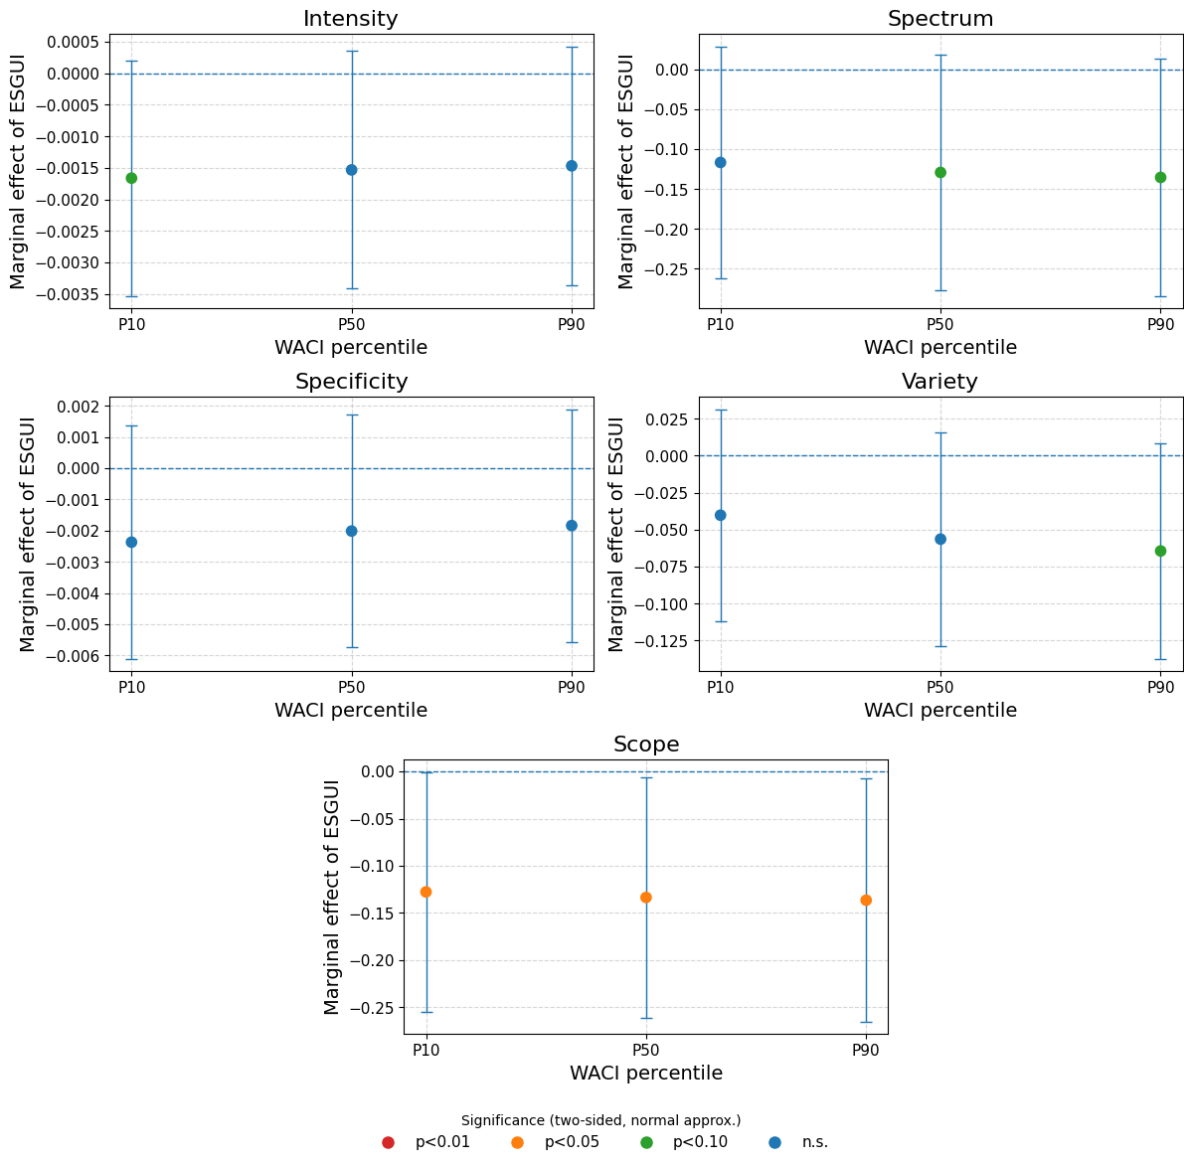 Intensity
Marginal effect of ESGUI
0.0005
0.0000
−0.0005
−0.0010
−0.0015
−0.0020
−0.0025
−0.0030
−0.0035
P10 P50 P90
WACI percentile
Spectrum
Marginal effect of ESGUI
0.00
−0.05
−0.10
−0.15
−0.20
−0.25
P10 P50 P90
WACI percentile
Specificity
Marginal effect of ESGUI
0.002
0.001
0.000
−0.001
−0.002
−0.003
−0.004
−0.005
−0.006
P10 P50 P90
WACI percentile
Variety
Marginal effect of ESGUI
0.025
0.000
−0.025
−0.050
−0.075
−0.100
−0.125
P10 P50 P90
WACI percentile
Scope
Marginal effect of ESGUI
0.00
−0.05
−0.10
−0.15
−0.20
−0.25
P10 P50 P90
WACI percentile
Significance (two-sided, normal approx.)
p<0.01 p<0.05 p<0.10 n.s.